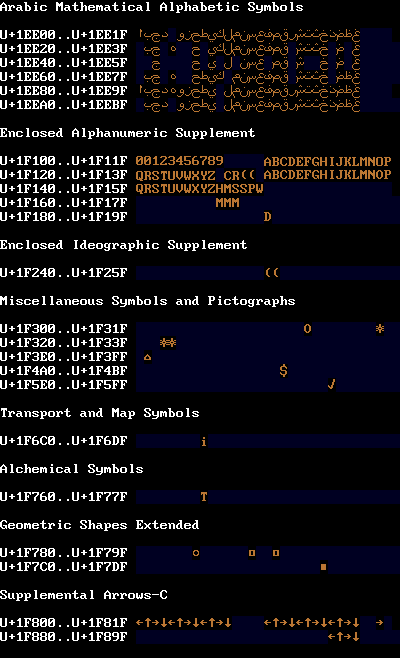 Arabic Mathematical Alphabetic Symbols
U+1EE00..U+1EE1F
U+1EE20..U+1EE3F
U+1EE40..U+1EE5F
U+1EE60..U+1EE7F
U+1EE80..U+1EE9F
U+1EEA0..U+1EEBF
Enclosed Alphanumeric Supplement
U+1F100..U+1F11F 00123456789 ABCDEFGHIJKLMNOP
U+1F120..U+1F13F QRSTUVWXYZ CR(( ABCDEFGHIJKLMNOP
U+1F140..U+1F15F QRSTUVWXYZHMSSPW
U+1F160..U+1F17F MMM
U+1F180..U+1F19F D
Enclosed Ideographic Supplement
U+1F240..U+1F25F ((
Miscellaneous Symbols and Pictographs
U+1F300..U+1F31F O *
U+1F320..U+1F33F **
U+1F3E0..U+1F3FF ⌂
U+1F4A0..U+1F4BF $
U+1F5E0..U+1F5FF √
Transport and Map Symbols
U+1F6C0..U+1F6DF i
Alchemical Symbols
U+1F760..U+1F77F T
Geometric Shapes Extended
U+1F780..U+1F79F ○ ◘ ◘
U+1F7C0..U+1F7DF ■
Supplemental Arrows-C
U+1F800..U+1F81F ←↑→↓←↑→↓←↑→↓ ←↑→↓←↑→↓←↑→↓ →
U+1F880..U+1F89F ←↑→↓